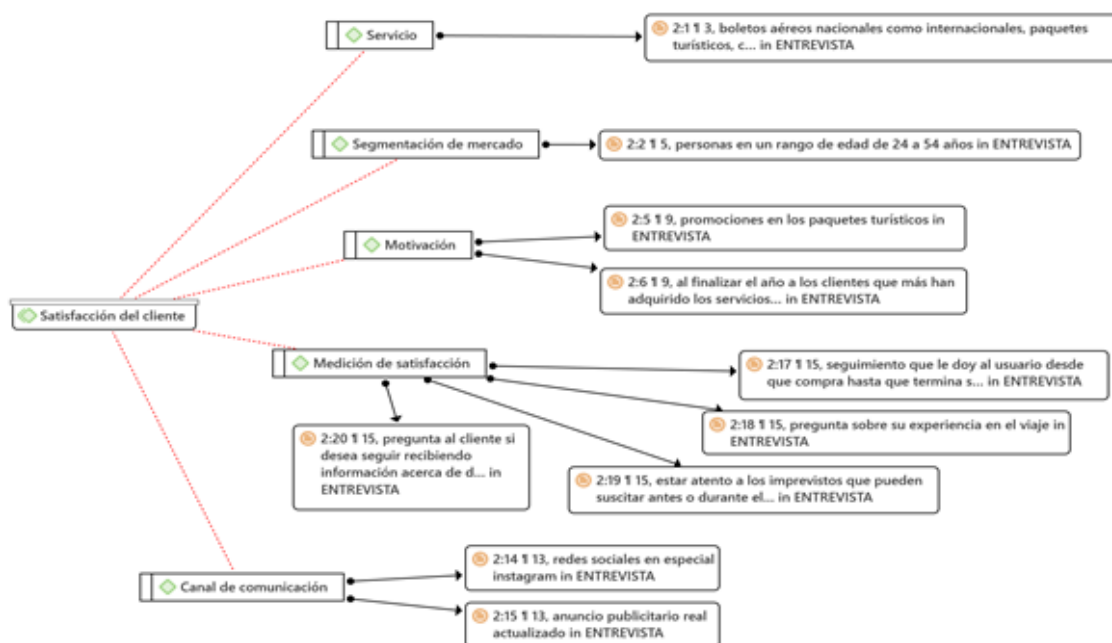 Servicio
2:1 ¶ 3, boletos aéreos nacionales como internacionales, paquetes
turísticos, c... in ENTREVISTA
Segmentación de mercado
2:2 ¶ 5, personas en un rango de edad de 24 a 54 años in ENTREVISTA
Motivación
2:5 ¶ 9, promociones en los paquetes turísticos in
ENTREVISTA
2:6 ¶ 9, al finalizar el año a los clientes que más han
adquirido los servicios... in ENTREVISTA
Satisfacción del cliente
Medición de satisfacción
2:17 ¶ 15, seguimiento que le doy al usuario desde
que compra hasta que termina s... in ENTREVISTA
2:18 ¶ 15, pregunta sobre su experiencia en el viaje in
ENTREVISTA
2:20 ¶ 15, pregunta al cliente si
desea seguir recibiendo
información acerca de d... in
ENTREVISTA
2:19 ¶ 15, estar atento a los imprevistos que pueden
suscitar antes o durante el... in ENTREVISTA
Canal de comunicación
2:14 ¶ 13, redes sociales en especial
instagram in ENTREVISTA
2:15 ¶ 13, anuncio publicitario real
actualizado in ENTREVISTA